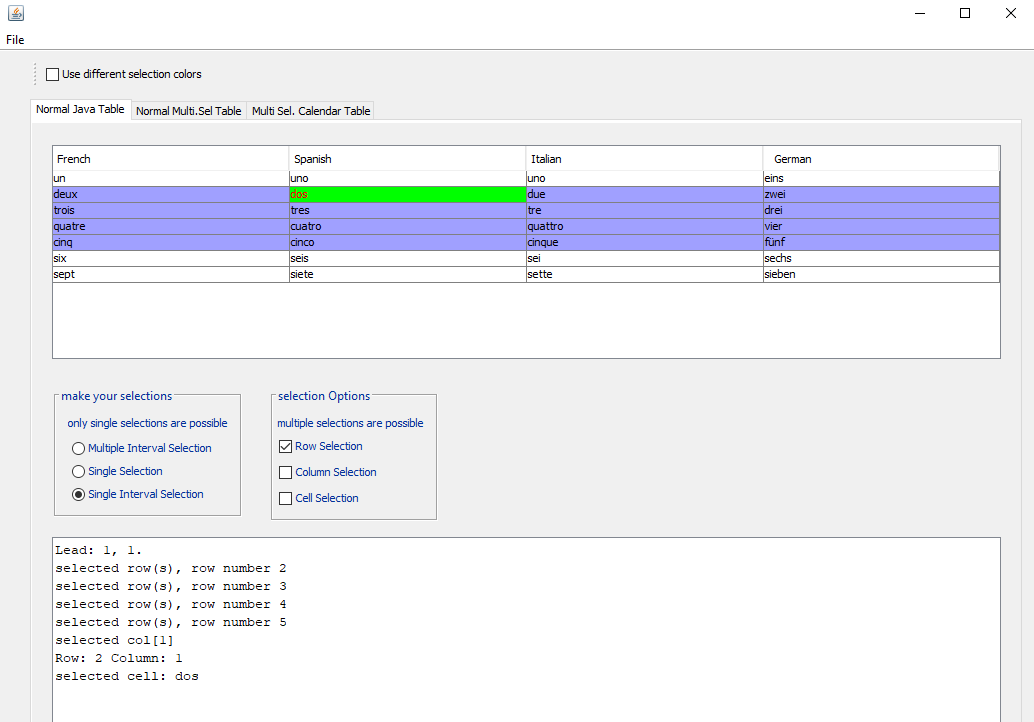 File
Use different selection colors
Normal Java Table Normal Multi.Sel Table Multi Sel. Calendar Table
French Spanish Italian German
un uno uno eins
deux dos due zwei
trois tres tre drei
quatre cuatro quattro vier
cinq cinco cinque fünf
six seis sei sechs
sept siete sette sieben
make your selections
only single selections are possible
Multiple Interval Selection
Single Selection
Single Interval Selection
selection Options
multiple selections are possible
Row Selection
Column Selection
Cell Selection
Lead: 1, 1.
selected row(s), row number 2
selected row(s), row number 3
selected row(s), row number 4
selected row(s), row number 5
selected col[1]
Row: 2 Column: 1
selected cell: dos